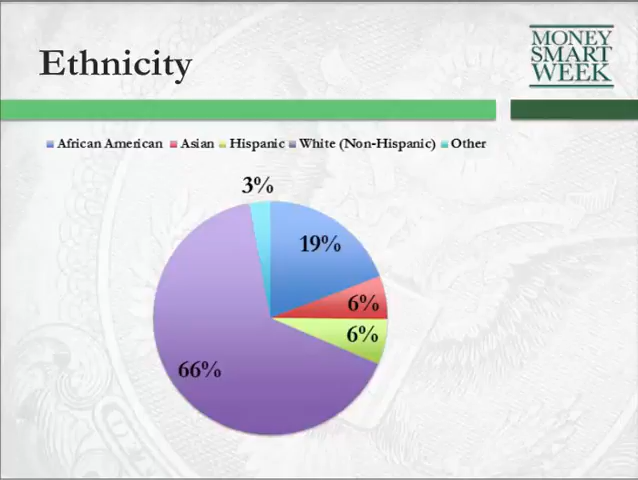 Ethnicity
MONEY
SMART
WEEK
African American Asian Hispanic White (Non-Hispanic) Other
3%
19%
6%
6%
66%